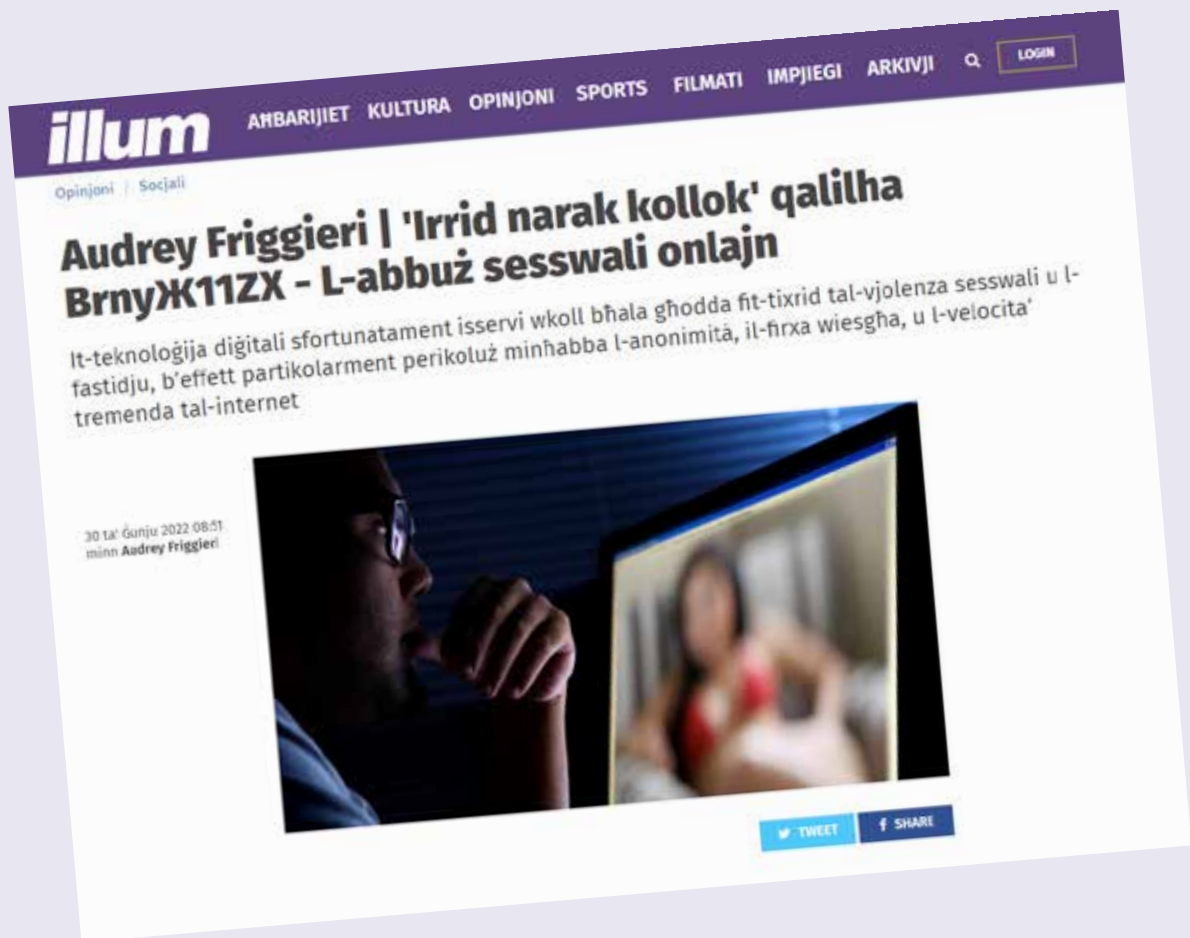 illum
AĦBARIJIET KULTURA OPINJONI SPORTS FILMATI IMPJIEGI ARKIVJI LOGIN
Opinjoni / Socjali
Audrey Friggieri | 'Irrid narak kollok' qalilha
BrnyЖ11ZX - L-abbuż sesswali onlajn
It-teknoloġija diġitali sfortunatament isservi wkoll bħala għodda fit-tixrid tal-vjolenza sesswali u l-
fastidju, b'effett partikolarment perikoluż minħabba l-anonimità, il-firxa wiesgħa, u l-velocita'
tremenda tal-internet
30 ta' Ġunju 2022 08:51
minn Audrey Friggieri
TWEET SHARE